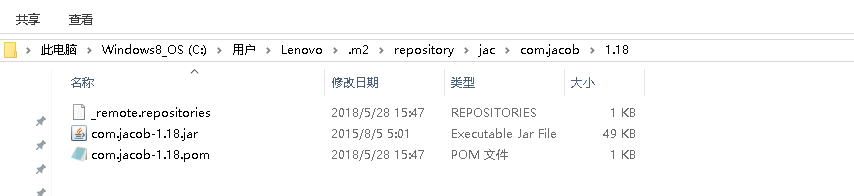 共享 查看
此电脑 > Windows8_OS (C:) > 用户 > Lenovo > .m2 > repository > jac > com.jacob > 1.18
名称 修改日期 类型 大小
_remote.repositories 2018/5/28 15:47 REPOSITORIES 1 KB
com.jacob-1.18.jar 2015/8/5 5:01 Executable Jar File 49 KB
com.jacob-1.18.pom 2018/5/28 15:47 POM 文件 1 KB